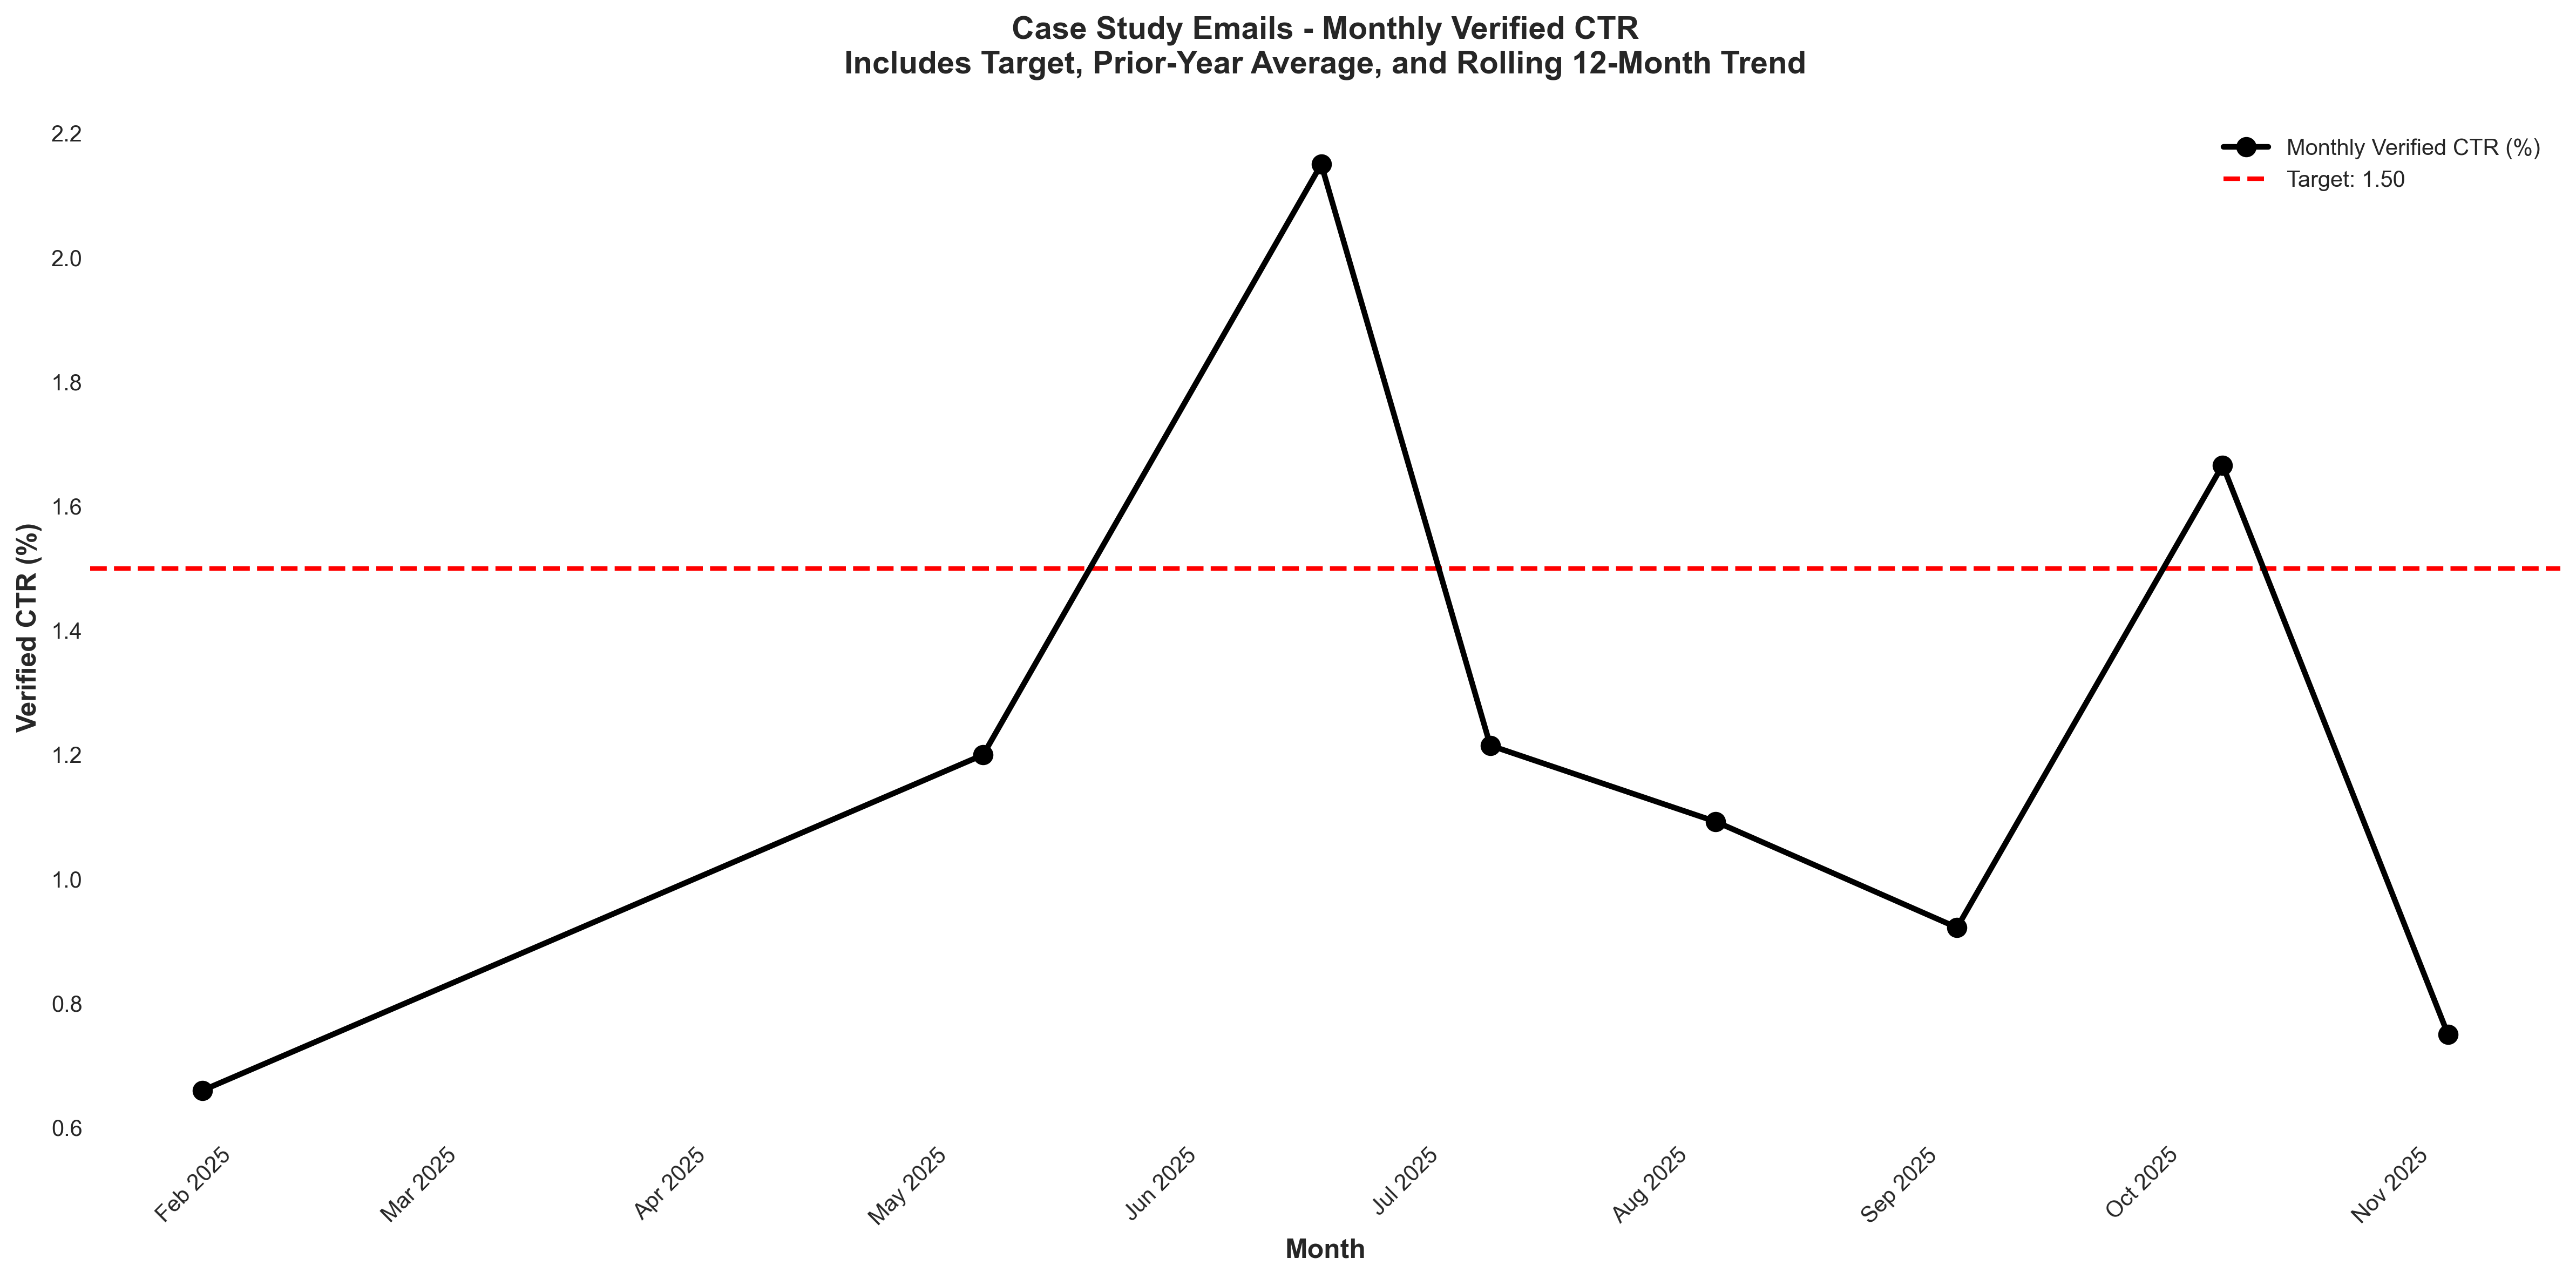 Case Study Emails - Monthly Verified CTR
Includes Target, Prior-Year Average, and Rolling 12-Month Trend
Monthly Verified CTR (%)
Target: 1.50
Verified CTR (%)
2.2
2.0
1.8
1.6
1.4
1.2
1.0
0.8
0.6
Feb 2025
Mar 2025
Apr 2025
May 2025
Jun 2025
Jul 2025
Aug 2025
Sep 2025
Oct 2025
Nov 2025
Month